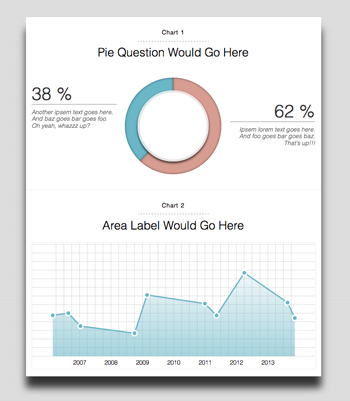 Chart 1
Pie Question Would Go Here
38 %
Another ipsem text goes here.
And baz goes bar goes foo.
Oh yeah, whazzz up?
62 %
Ipsem lorem text goes here.
And foo goes bar goes baz.
That's up!!!
Chart 2
Area Label Would Go Here
2007 2008 2009 2010 2011 2012 2013